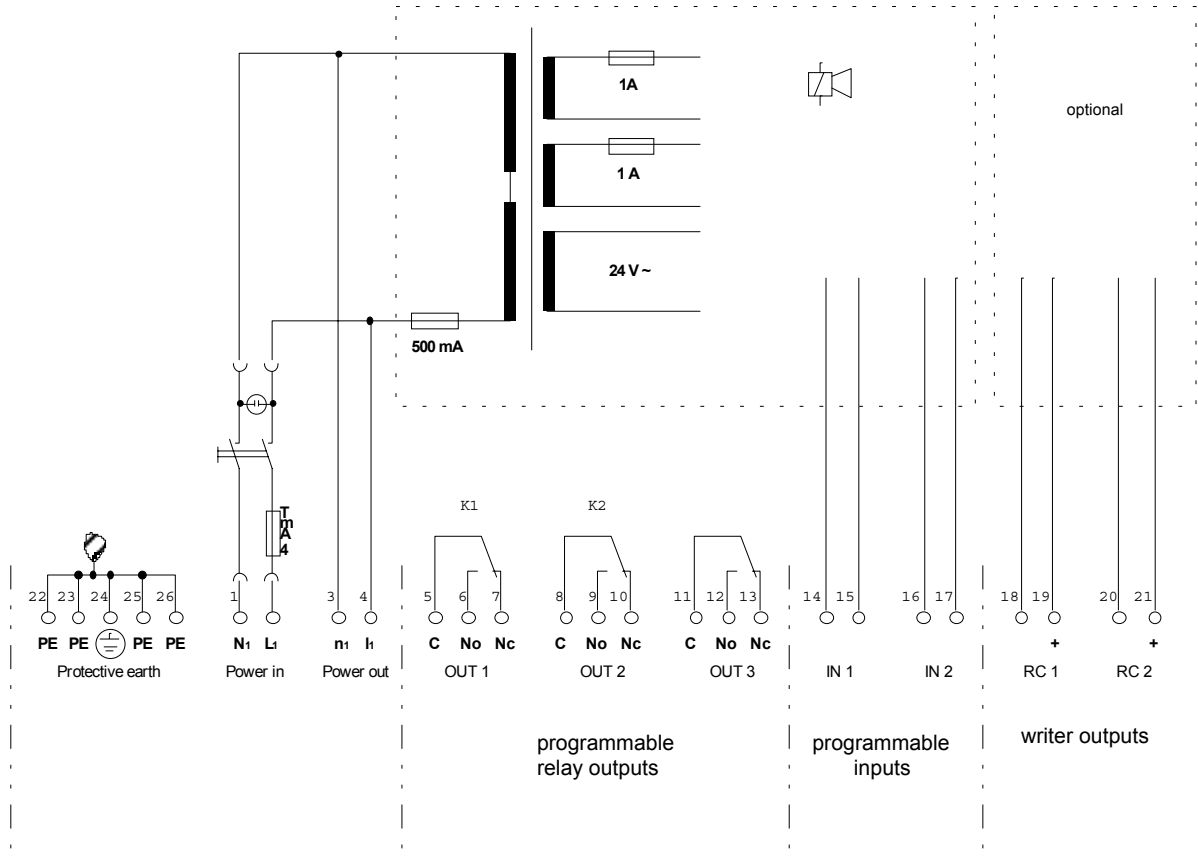 1A
optional
1 A
24 V ~
500 mA
K1
K2
TmA4
22 23 24 25 26 1 3 4 5 6 7 8 9 10 11 12 13 14 15 16 17 18 19 20 21
PE PE PE PE N1 L1 n1 l1 C No Nc C No Nc C No Nc + +
Protective earth Power in Power out OUT 1 OUT 2 OUT 3 IN 1 IN 2 RC 1 RC 2
programmable
relay outputs
programmable
inputs
writer outputs